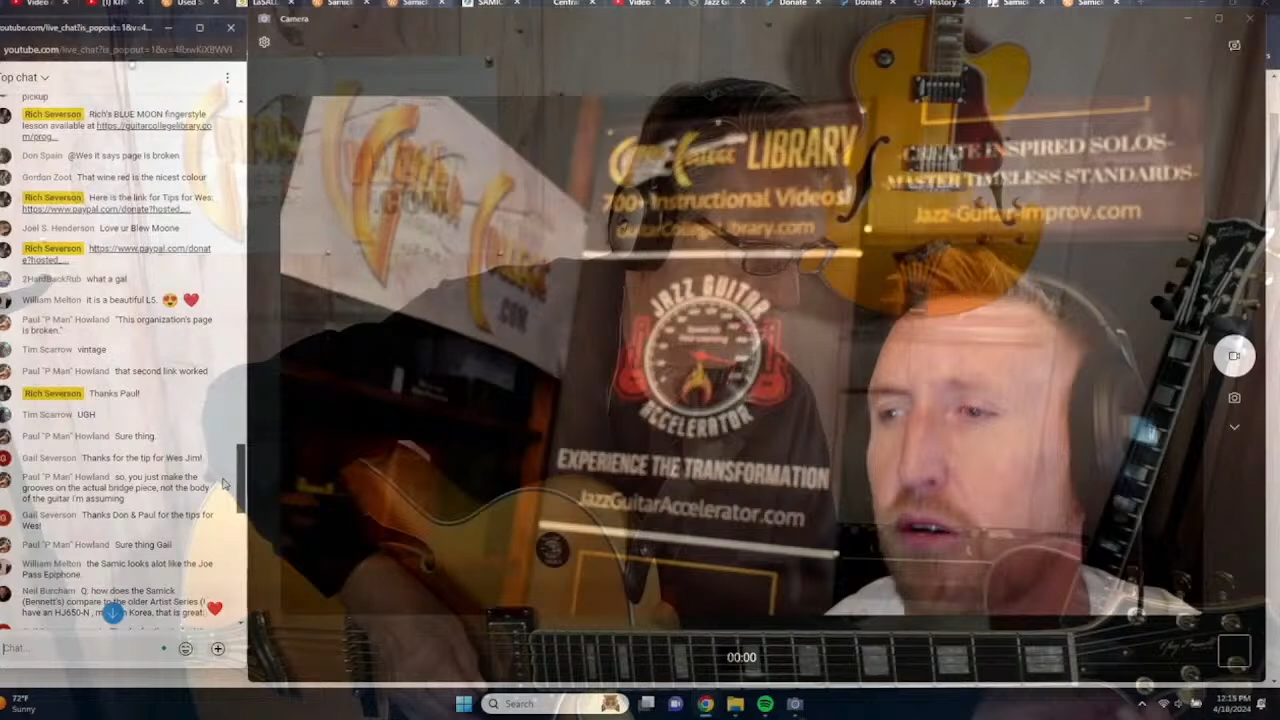 Camera
youtube.com/live_chat?is_popout=1&v=4
Top chat
pickup
Rich Severson Rich's BLUE MOON fingerstyle
lesson available at https://guitarcollegelibrary.co
m/prog...
Don Spain @Wes it says page is broken
Gordon Zoot That wine red is the nicest colour
Rich Severson Here is the link for Tips for Wes:
https://www.paypal.com/donate?hosted_...
Joel S. Henderson Love ur Blew Moone
Rich Severson https://www.paypal.com/donat
e?hosted_...
2HardBackRub what a gal
William Melton it is a beautiful L5. 😍 ❤️
Paul "P Man" Howland "This organization's page
is broken."
Tim Scarrow vintage
Paul "P Man" Howland that second link worked
Rich Severson Thanks Paul!
Tim Scarrow UGH
Paul "P Man" Howland Sure thing.
Gail Severson Thanks for the tip for Wes Jim!
Paul "P Man" Howland so, you just make the
grooves on the actual bridge piece, not the body
of the guitar I'm assuming
Gail Severson Thanks Don & Paul for the tips for
Wes!
Paul "P Man" Howland Sure thing Gail
William Melton the Samic looks alot like the Joe
Pass Epiphone.
Neil Burcham Q: how does the Samick
(Bennett's) compare to the older Artist Series (I
have an HJ650-N , made in Korea, that is great)
Chat...
LIBRARY
700+ Instructional Videos!
GuitarCollegeLibrary.com
-CREATE INSPIRED SOLOS-
-MASTER TIMELESS STANDARDS-
Jazz-Guitar-improv.com
JAZZ GUITAR
ACCELERATOR
EXPERIENCE THE TRANSFORMATION
JazzGuitarAccelerator.com
00:00
72°F
Sunny
Search
12:15 PM
4/18/2024